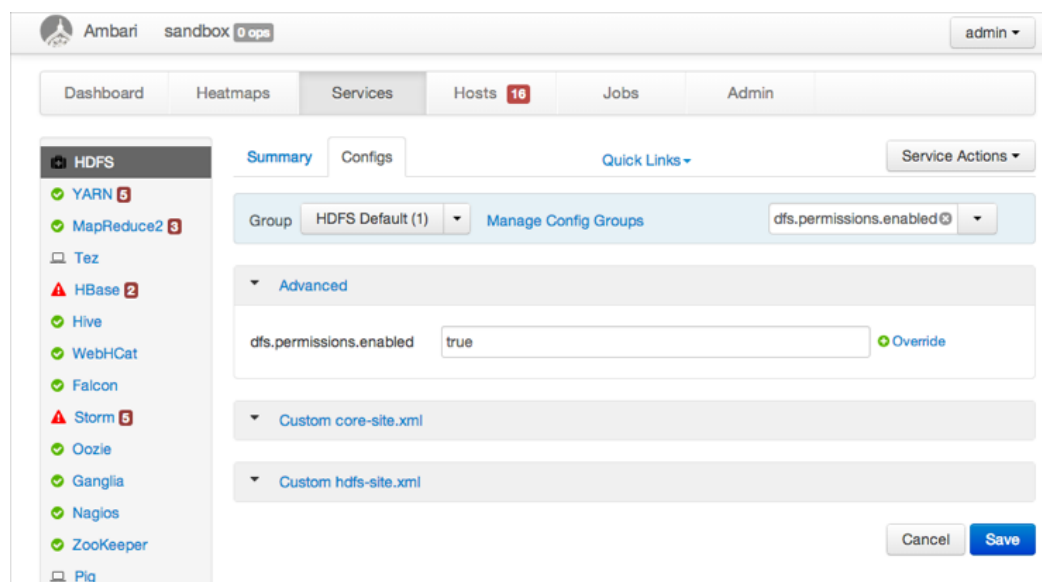 Ambari sandbox 0 ops admin
Dashboard Heatmaps Services Hosts 16 Jobs Admin
HDFS
YARN 5
MapReduce2 3
Tez
HBase 2
Hive
WebHCat
Falcon
Storm 5
Oozie
Ganglia
Nagios
ZooKeeper
Pig
Summary Configs Quick Links Service Actions
Group HDFS Default (1) Manage Config Groups dfs.permissions.enabled
Advanced
dfs.permissions.enabled true Override
Custom core-site.xml
Custom hdfs-site.xml
Cancel Save